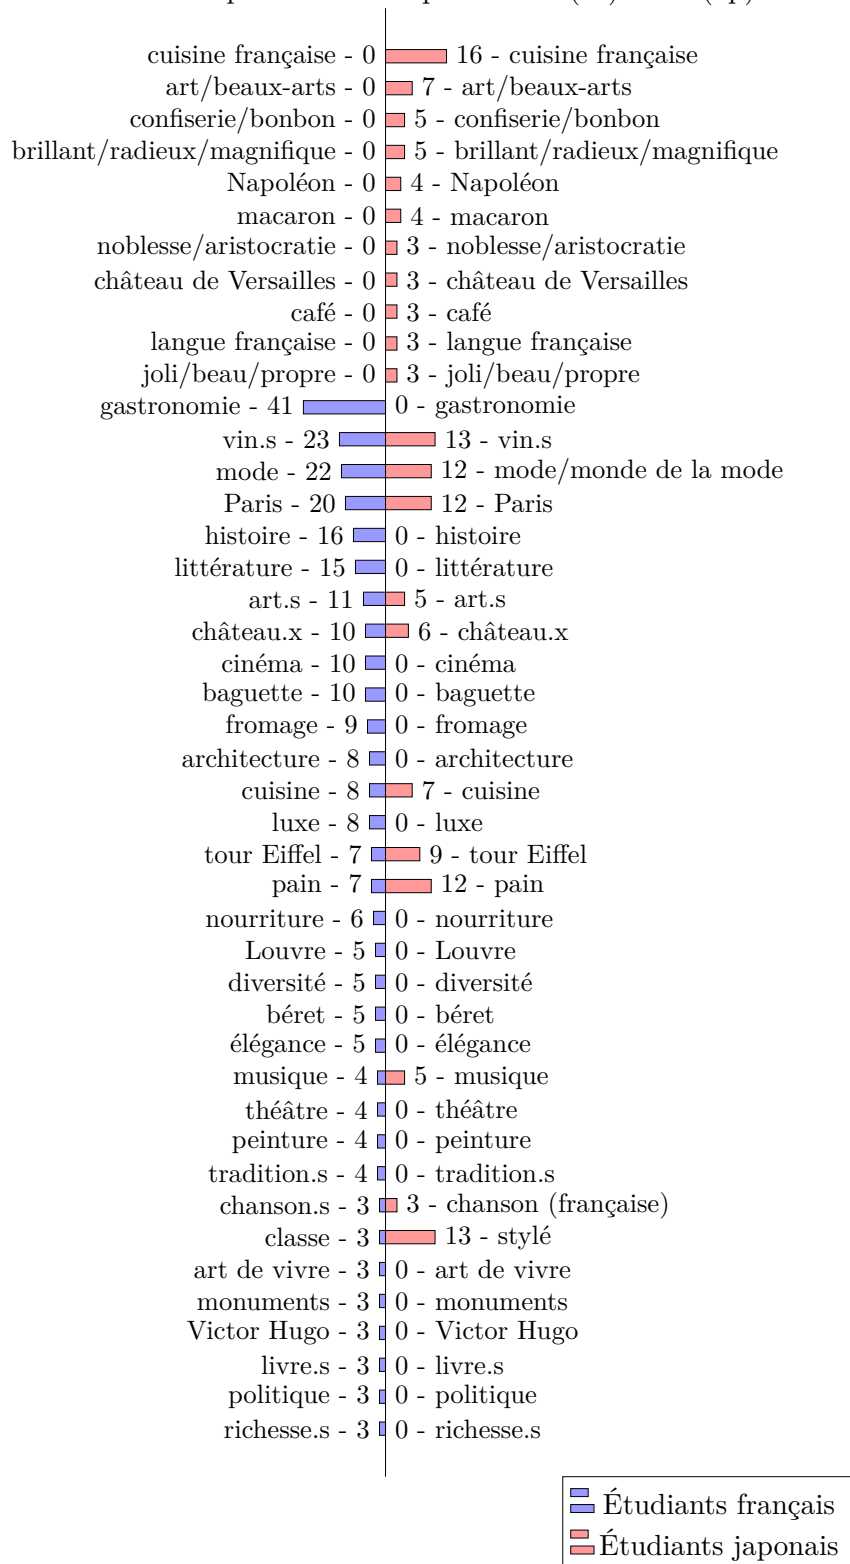 cuisine française - 0 16 - cuisine française
art/beaux-arts - 0 7 - art/beaux-arts
confiserie/bonbon - 0 5 - confiserie/bonbon
brillant/radieux/magnifique - 0 5 - brillant/radieux/magnifique
Napoléon - 0 4 - Napoléon
macaron - 0 4 - macaron
noblesse/aristocratie - 0 3 - noblesse/aristocratie
château de Versailles - 0 3 - château de Versailles
café - 0 3 - café
langue française - 0 3 - langue française
joli/beau/propre - 0 3 - joli/beau/propre
gastronomie - 41 0 - gastronomie
vin.s - 23 13 - vin.s
mode - 22 12 - mode/monde de la mode
Paris - 20 12 - Paris
histoire - 16 0 - histoire
littérature - 15 0 - littérature
art.s - 11 5 - art.s
château.x - 10 6 - château.x
cinéma - 10 0 - cinéma
baguette - 10 0 - baguette
fromage - 9 0 - fromage
architecture - 8 0 - architecture
cuisine - 8 7 - cuisine
luxe - 8 0 - luxe
tour Eiffel - 7 9 - tour Eiffel
pain - 7 12 - pain
nourriture - 6 0 - nourriture
Louvre - 5 0 - Louvre
diversité - 5 0 - diversité
béret - 5 0 - béret
élégance - 5 0 - élégance
musique - 4 5 - musique
théâtre - 4 0 - théâtre
peinture - 4 0 - peinture
tradition.s - 4 0 - tradition.s
chanson.s - 3 3 - chanson (française)
classe - 3 13 - stylé
art de vivre - 3 0 - art de vivre
monuments - 3 0 - monuments
Victor Hugo - 3 0 - Victor Hugo
livre.s - 3 0 - livre.s
politique - 3 0 - politique
richesse.s - 3 0 - richesse.s
Étudiants français
Étudiants japonais